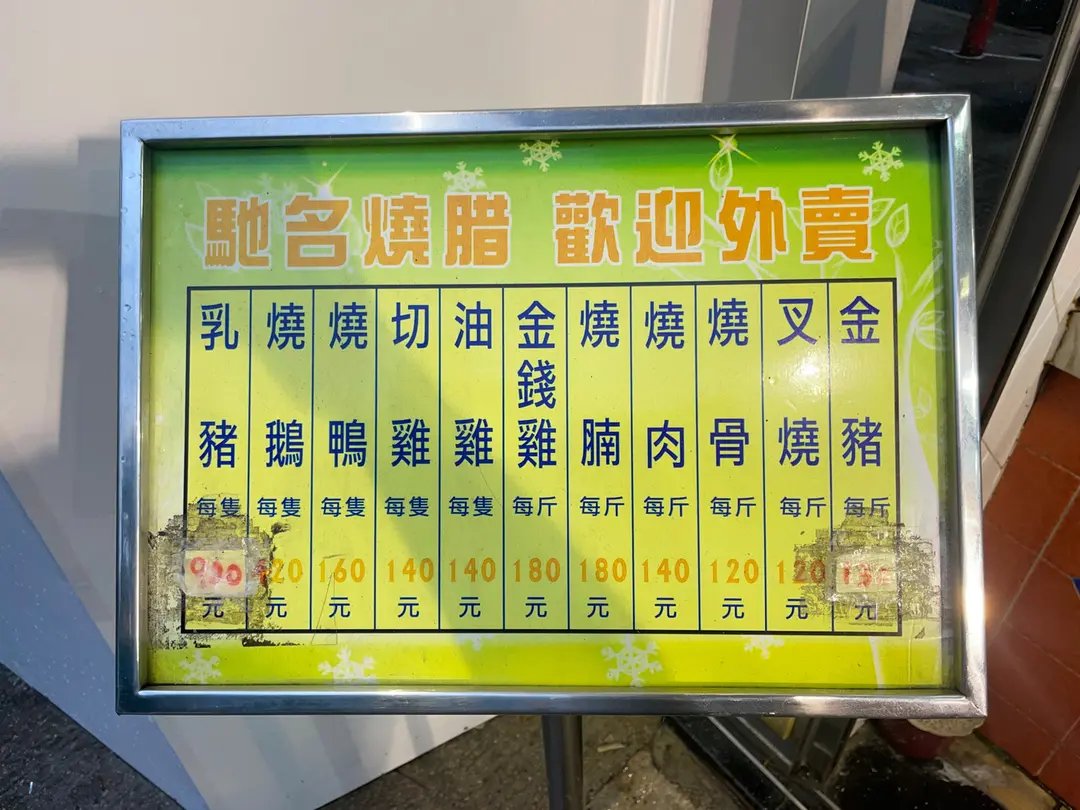 馳名燒腊 歡迎外賣
乳豬 每隻 900 元
燒鵝 每隻 元
燒鴨 每隻 160 元
切雞 每隻 140 元
油雞 每隻 140 元
金錢雞 每斤 180 元
燒腩 每斤 180 元
燒肉 每斤 140 元
燒骨 每斤 120 元
叉燒 每斤 120 元
金豬 每斤 元